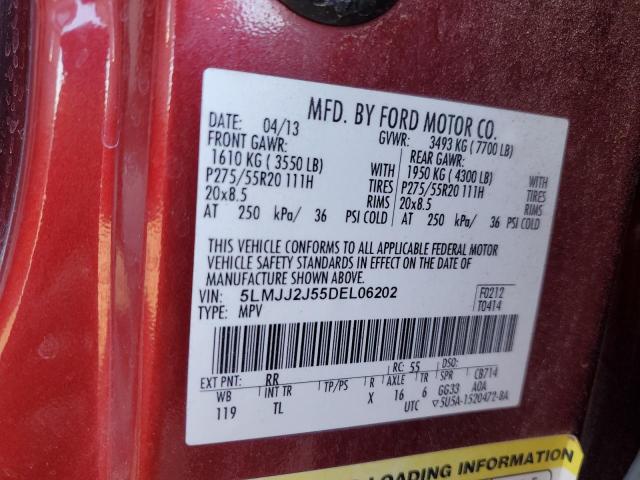 MFD. BY FORD MOTOR CO.
DATE: 04/13 GVWR: 3493 KG ( 7700 LB)
FRONT GAWR: REAR GAWR:
1610 KG ( 3550 LB) WITH 1950 KG ( 4300 LB) WITH
P275/55R20 111H TIRES P275/55R20 111H TIRES
20x8.5 RIMS 20x8.5 RIMS
AT 250 kPa/ 36 PSI COLD AT 250 kPa/ 36 PSI COLD
THIS VEHICLE CONFORMS TO ALL APPLICABLE FEDERAL MOTOR
VEHICLE SAFETY STANDARDS IN EFFECT ON THE DATE OF
MANUFACTURE SHOWN ABOVE.
VIN: 5LMJJ2J55DEL06202 F0212
TYPE: MPV T0414
EXT PNT: RR RC: 55 DSO:
WB INT TR TP/PS R AXLE TR SPR CB714
119 TL X 16 6 GG33 AOA
UTC ▽5U5A-1520472-BA
LOADING INFORMATION